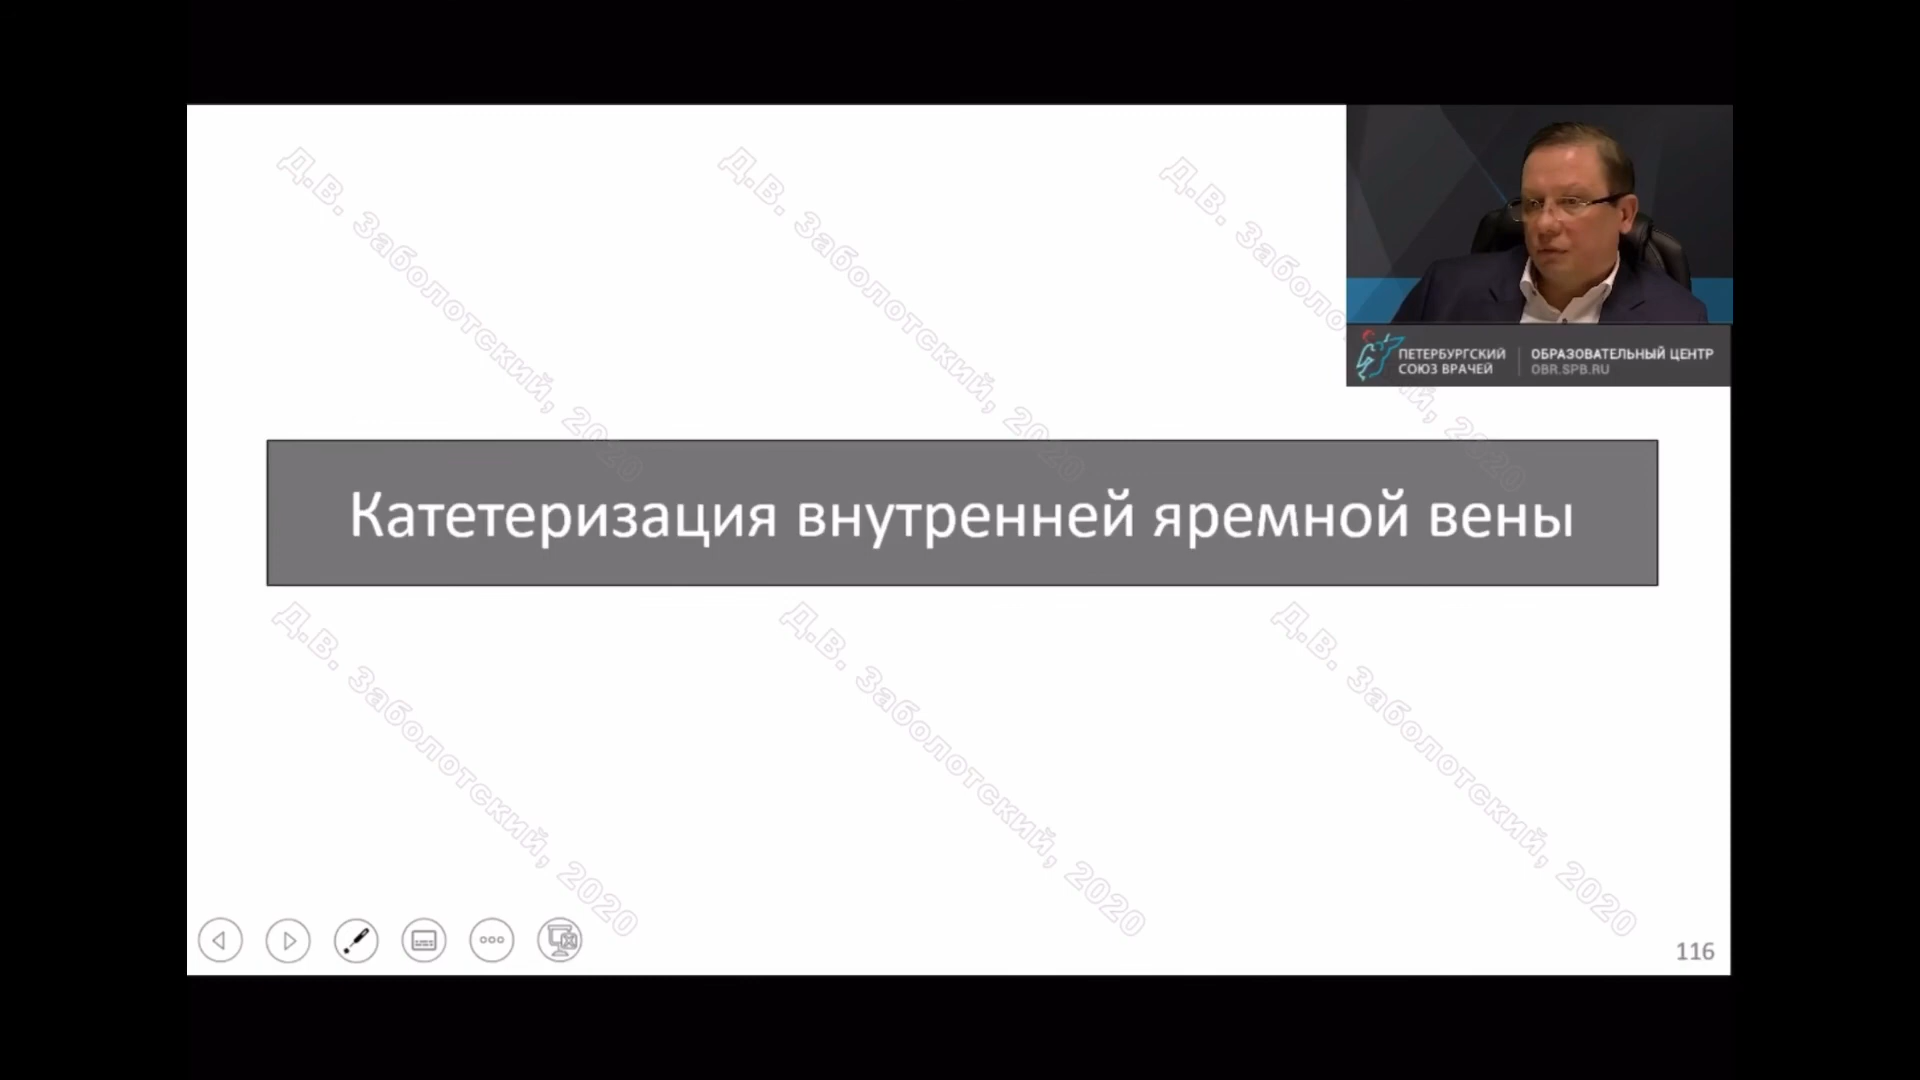 Д.В. Заболотский, 2020
Д.В. Заболотский, 2020
Д.В. Заболотский, 2020
ПЕТЕРБУРГСКИЙ
СОЮЗ ВРАЧЕЙ
ОБРАЗОВАТЕЛЬНЫЙ ЦЕНТР
OBR.SPB.RU
Катетеризация внутренней яремной вены
Д.В. Заболотский, 2020
Д.В. Заболотский, 2020
Д.В. Заболотский, 2020
116